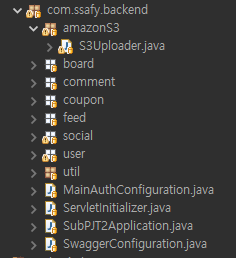 com.ssafy.backend
amazonS3
S3Uploader.java
board
comment
coupon
feed
social
user
util
MainAuthConfiguration.java
ServletInitializer.java
SubPJT2Application.java
SwaggerConfiguration.java